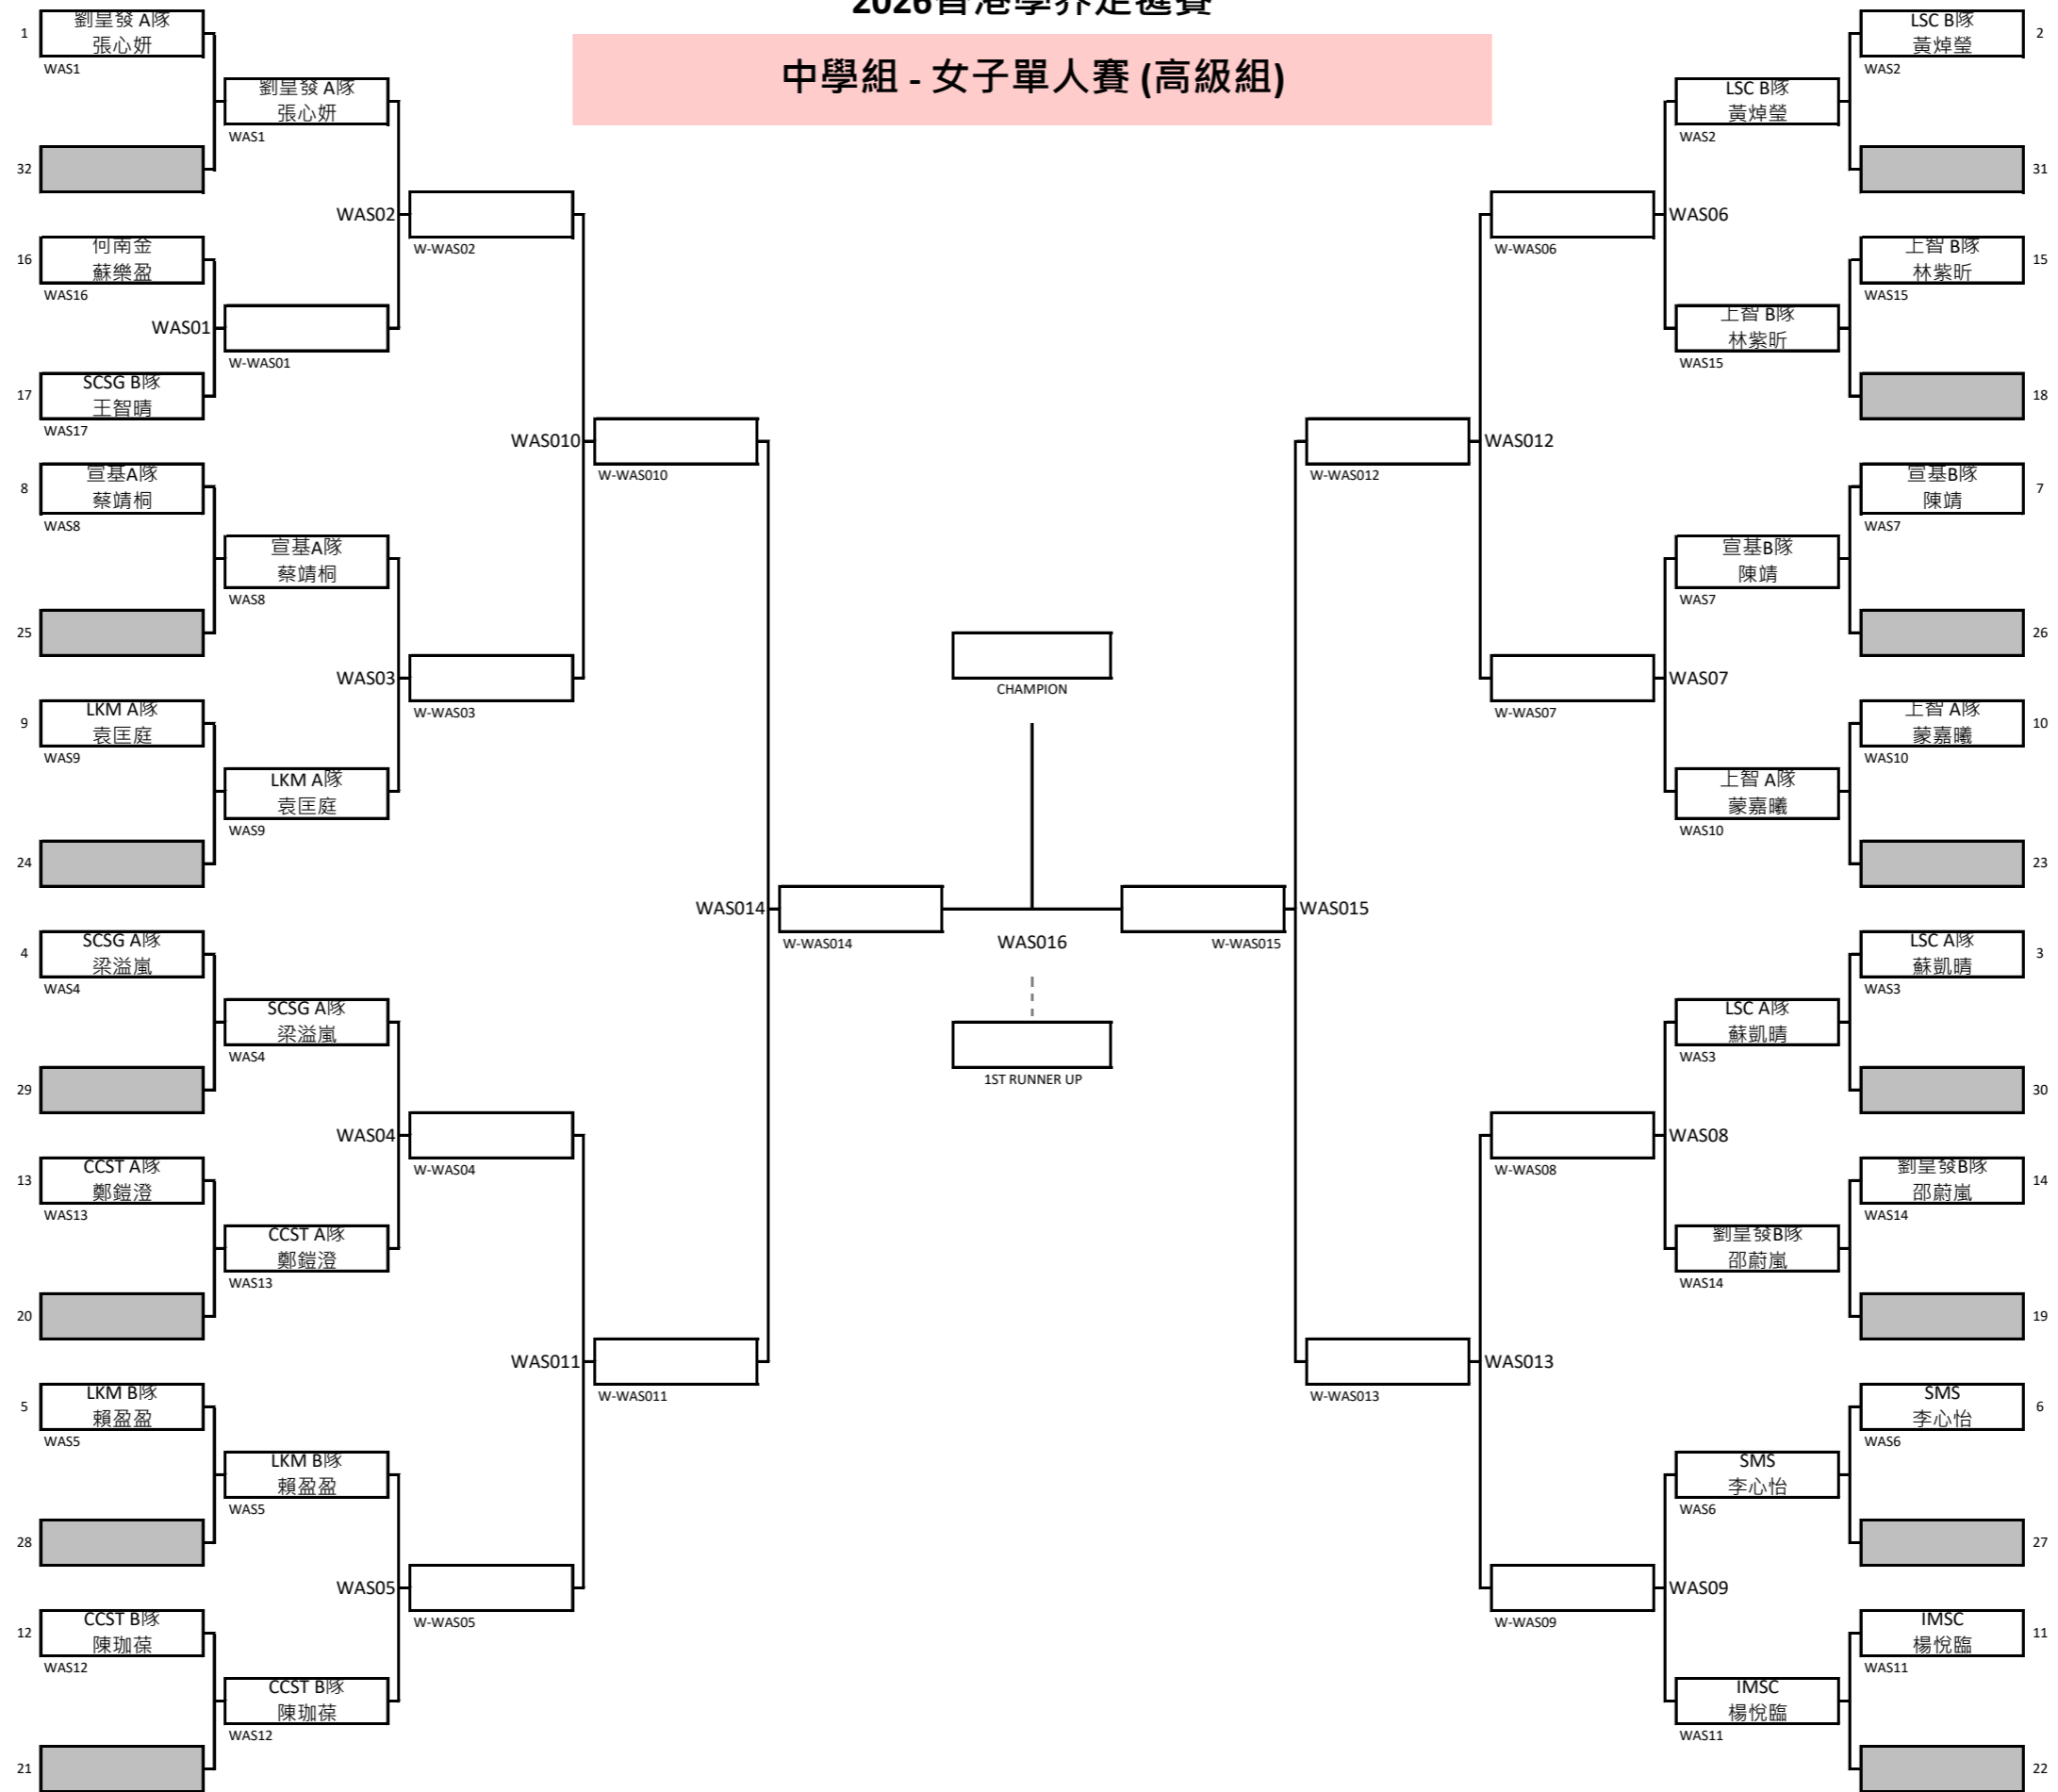 2026香港學界足毽賽
中學組 - 女子單人賽 (高級組)
1
劉皇發 A隊
張心妍
WAS1
劉皇發 A隊
張心妍
WAS1
32
WAS02
W-WAS02
16
何南金
蘇樂盈
WAS16
WAS01
W-WAS01
17
SCSG B隊
王智晴
WAS17
WAS010
W-WAS010
8
宣基A隊
蔡靖桐
WAS8
宣基A隊
蔡靖桐
WAS8
25
WAS03
W-WAS03
9
LKM A隊
袁匡庭
WAS9
LKM A隊
袁匡庭
WAS9
24
WAS014
W-WAS014
4
SCSG A隊
梁溢嵐
WAS4
SCSG A隊
梁溢嵐
WAS4
29
WAS04
W-WAS04
13
CCST A隊
鄭鎧澄
WAS13
CCST A隊
鄭鎧澄
WAS13
20
WAS011
W-WAS011
5
LKM B隊
賴盈盈
WAS5
LKM B隊
賴盈盈
WAS5
28
WAS05
W-WAS05
12
CCST B隊
陳珈葆
WAS12
CCST B隊
陳珈葆
WAS12
21
CHAMPION
WAS016
1ST RUNNER UP
LSC B隊
黃焯瑩
2
WAS2
LSC B隊
黃焯瑩
WAS2
31
WAS06
W-WAS06
上智 B隊
林紫昕
15
WAS15
上智 B隊
林紫昕
WAS15
18
WAS012
W-WAS012
宣基B隊
陳靖
7
WAS7
宣基B隊
陳靖
WAS7
26
WAS07
W-WAS07
上智 A隊
蒙嘉曦
10
WAS10
上智 A隊
蒙嘉曦
WAS10
23
WAS015
W-WAS015
LSC A隊
蘇凱晴
3
WAS3
LSC A隊
蘇凱晴
WAS3
30
WAS08
W-WAS08
劉皇發B隊
邵蔚嵐
14
WAS14
劉皇發B隊
邵蔚嵐
WAS14
19
WAS013
W-WAS013
SMS
李心怡
6
WAS6
SMS
李心怡
WAS6
27
WAS09
W-WAS09
IMSC
楊悅臨
11
WAS11
IMSC
楊悅臨
WAS11
22